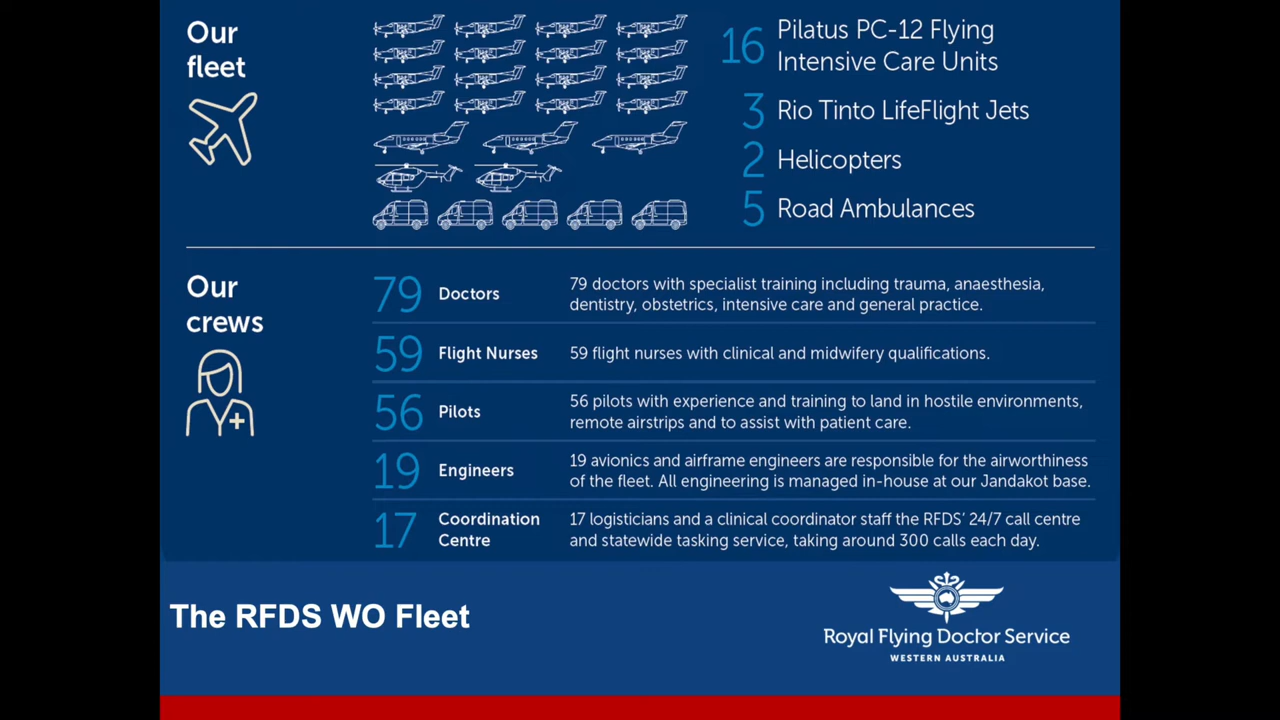 Our
fleet
16 Pilatus PC-12 Flying
Intensive Care Units
3 Rio Tinto LifeFlight Jets
2 Helicopters
5 Road Ambulances
Our
crews
79 Doctors
79 doctors with specialist training including trauma, anaesthesia,
dentistry, obstetrics, intensive care and general practice.
59 Flight Nurses
59 flight nurses with clinical and midwifery qualifications.
56 Pilots
56 pilots with experience and training to land in hostile environments,
remote airstrips and to assist with patient care.
19 Engineers
19 avionics and airframe engineers are responsible for the airworthiness
of the fleet. All engineering is managed in-house at our Jandakot base.
17 Coordination
Centre
17 logisticians and a clinical coordinator staff the RFDS' 24/7 call centre
and statewide tasking service, taking around 300 calls each day.
The RFDS WO Fleet
Royal Flying Doctor Service
WESTERN AUSTRALIA